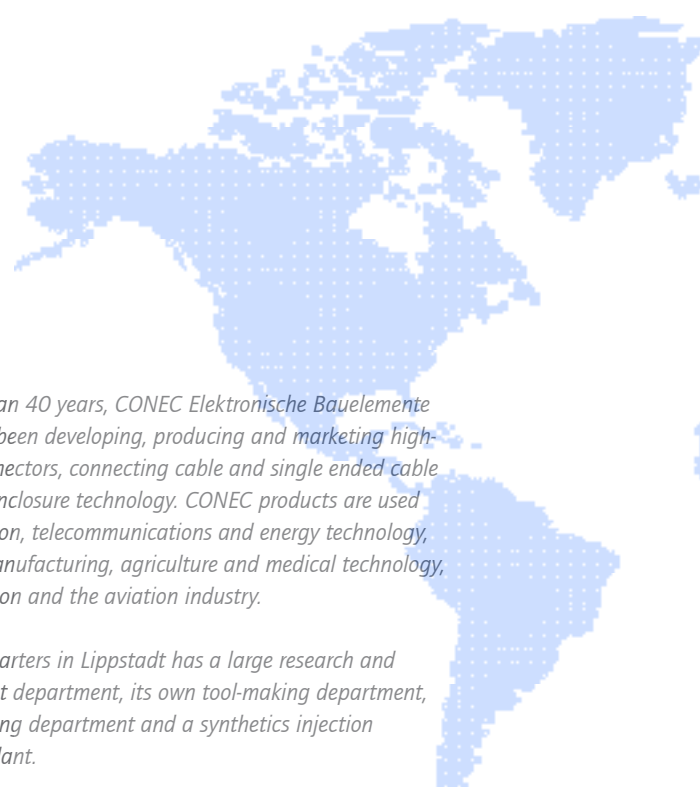 an 40 years, CONEC Elektronische Bauelemente
been developing, producing and marketing high-
nectors, connecting cable and single ended cable
nclosure technology. CONEC products are used
on, telecommunications and energy technology,
anufacturing, agriculture and medical technology,
on and the aviation industry.
arters in Lippstadt has a large research and
t department, its own tool-making department,
ng department and a synthetics injection
lant.